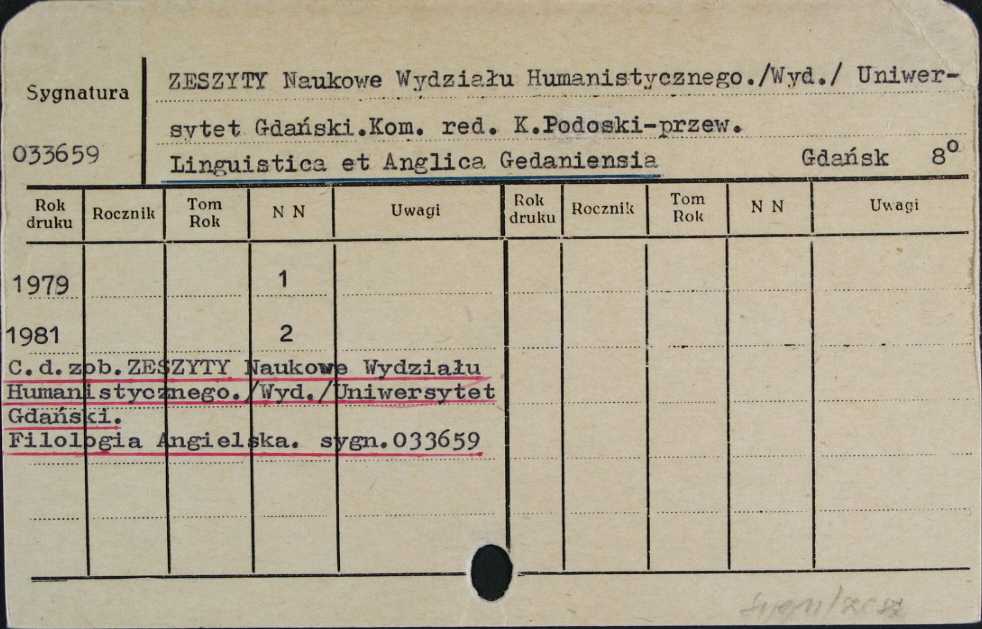 Sygnatura
033659
ZESZYTY Naukowe Wydziału Humanistycznego./Wyd./ Uniwer-
sytet Gdański.Kom. red. K.Podoski-przew.
Linguistica et Anglica Gedaniensia Gdańsk 8⁰
Rok druku Rocznik Tom Rok N N Uwagi Rok druku Rocznik Tom Rok N N Uwagi
1979 1
1981 2
C.d.zob.ZESZYTY Naukowe Wydziału
Humanistycznego./Wyd./Uniwersytet
Gdański.
Filologia Angielska. sygn.033659